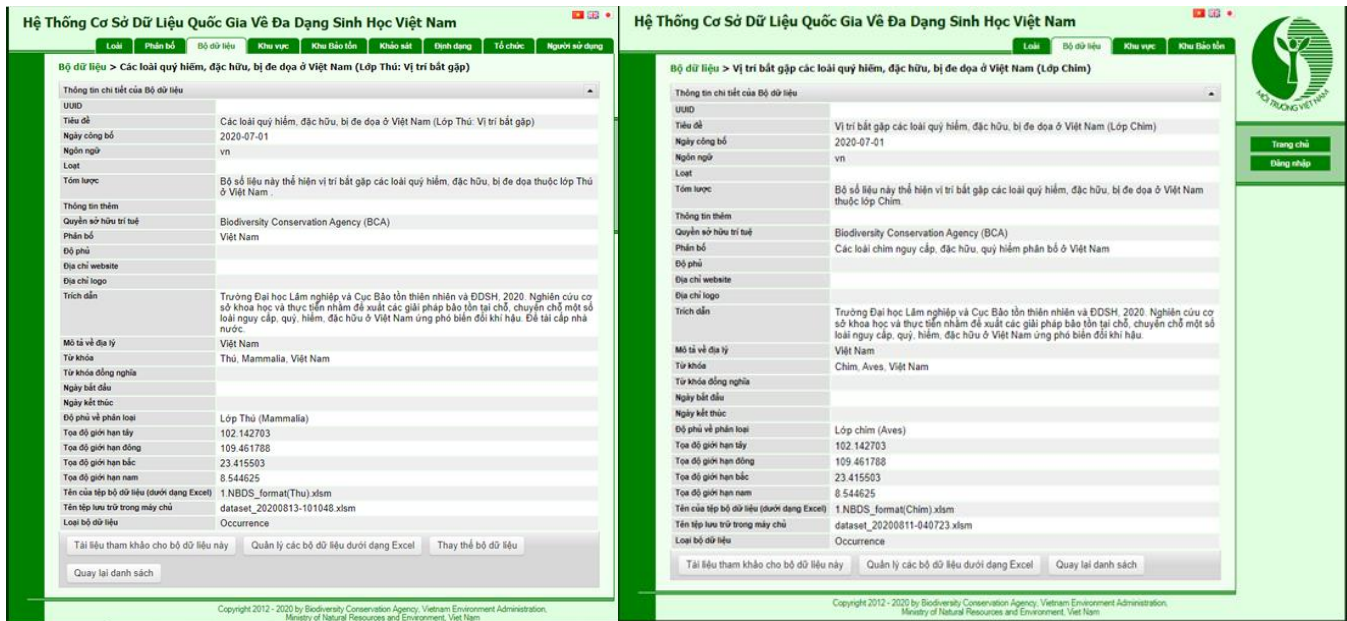 Hệ Thống Cơ Sở Dữ Liệu Quốc Gia Về Đa Dạng Sinh Học Việt Nam
Loài Phân bố Bộ dữ liệu Khu vực Khu Bảo tồn Khảo sát Định dạng Tổ chức Người sử dụng
Bộ dữ liệu > Các loài quý hiếm, đặc hữu, bị đe dọa ở Việt Nam (Lớp Thú: Vị trí bắt gặp)
Thông tin chi tiết của Bộ dữ liệu
UUID
Tiêu đề Các loài quý hiếm, đặc hữu, bị đe dọa ở Việt Nam (Lớp Thú: Vị trí bắt gặp)
Ngày công bố 2020-07-01
Ngôn ngữ vn
Loạt
Tóm lược Bộ số liệu này thể hiện vị trí bắt gặp các loài quý hiếm, đặc hữu, bị đe dọa thuộc lớp Thú
ở Việt Nam .
Thông tin thêm
Quyền sở hữu trí tuệ Biodiversity Conservation Agency (BCA)
Phân bố Việt Nam
Độ phủ
Địa chỉ website
Địa chỉ logo
Trích dẫn Trường Đại học Lâm nghiệp và Cục Bảo tồn thiên nhiên và ĐDSH, 2020. Nghiên cứu cơ
sở khoa học và thực tiễn nhằm đề xuất các giải pháp bảo tồn tại chỗ, chuyển chỗ một số
loài nguy cấp, quý, hiếm, đặc hữu ở Việt Nam ứng phó biến đổi khí hậu. Đề tài cấp nhà
nước.
Mô tả về địa lý Việt Nam
Từ khóa Thú, Mammalia, Việt Nam
Từ khóa đồng nghĩa
Ngày bắt đầu
Ngày kết thúc
Độ phủ về phân loại Lớp Thú (Mammalia)
Tọa độ giới hạn tây 102.142703
Tọa độ giới hạn đông 109.461788
Tọa độ giới hạn bắc 23.415503
Tọa độ giới hạn nam 8.544625
Tên của tệp bộ dữ liệu (dưới dạng Excel) 1.NBDS_format(Thu).xlsm
Tên tệp lưu trữ trong máy chủ dataset_20200813-101048.xlsm
Loại bộ dữ liệu Occurrence
Tài liệu tham khảo cho bộ dữ liệu này Quản lý các bộ dữ liệu dưới dạng Excel Thay thế bộ dữ liệu
Quay lại danh sách
Copyright 2012 - 2020 by Biodiversity Conservation Agency, Vietnam Environment Administration,
Ministry of Natural Resources and Environment, Viet Nam
Hệ Thống Cơ Sở Dữ Liệu Quốc Gia Về Đa Dạng Sinh Học Việt Nam
Loài Bộ dữ liệu Khu vực Khu Bảo tồn
Bộ dữ liệu > Vị trí bắt gặp các loài quý hiếm, đặc hữu, bị đe dọa ở Việt Nam (Lớp Chim)
Thông tin chi tiết của Bộ dữ liệu
UUID
Tiêu đề Vị trí bắt gặp các loài quý hiếm, đặc hữu, bị đe dọa ở Việt Nam (Lớp Chim)
Ngày công bố 2020-07-01
Ngôn ngữ vn
Loạt
Tóm lược Bộ số liệu này thể hiện vị trí bắt gặp các loài quý hiếm, đặc hữu, bị đe dọa ở Việt Nam
thuộc lớp Chim.
Thông tin thêm
Quyền sở hữu trí tuệ Biodiversity Conservation Agency (BCA)
Phân bố Các loài chim nguy cấp, đặc hữu, quý hiếm phân bố ở Việt Nam
Độ phủ
Địa chỉ website
Địa chỉ logo
Trích dẫn Trường Đại học Lâm nghiệp và Cục Bảo tồn thiên nhiên và ĐDSH, 2020. Nghiên cứu cơ
sở khoa học và thực tiễn nhằm đề xuất các giải pháp bảo tồn tại chỗ, chuyển chỗ một số
loài nguy cấp, quý, hiếm, đặc hữu ở Việt Nam ứng phó biến đổi khí hậu.
Mô tả về địa lý Việt Nam
Từ khóa Chim, Aves, Việt Nam
Từ khóa đồng nghĩa
Ngày bắt đầu
Ngày kết thúc
Độ phủ về phân loại Lớp chim (Aves)
Tọa độ giới hạn tây 102.142703
Tọa độ giới hạn đông 109.461788
Tọa độ giới hạn bắc 23.415503
Tọa độ giới hạn nam 8.544625
Tên của tệp bộ dữ liệu (dưới dạng Excel) 1.NBDS_format(Chim).xlsm
Tên tệp lưu trữ trong máy chủ dataset_20200811-040723.xlsm
Loại bộ dữ liệu Occurrence
Tài liệu tham khảo cho bộ dữ liệu này Quản lý các bộ dữ liệu dưới dạng Excel Quay lại danh sách
Copyright 2012 - 2020 by Biodiversity Conservation Agency, Vietnam Environment Administration,
Ministry of Natural Resources and Environment, Viet Nam
MÔI TRƯỜNG VIỆT NAM
Trang chủ
Đăng nhập